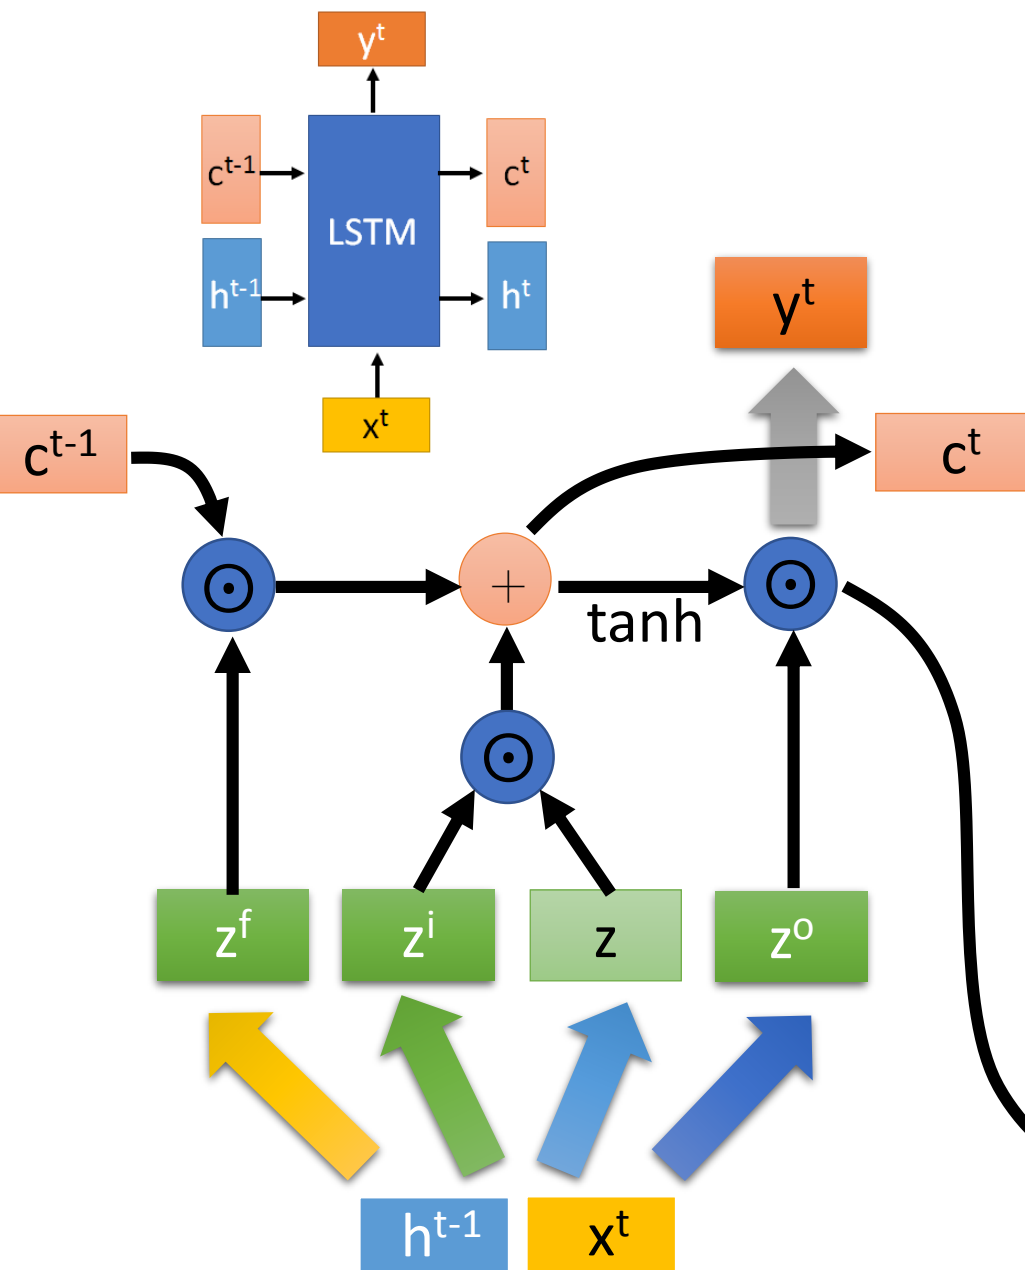 yᵗ
cᵗ⁻¹
cᵗ
LSTM
hᵗ⁻¹
hᵗ
xᵗ
yᵗ
cᵗ⁻¹
cᵗ
⊙
+
⊙
tanh
⊙
zᶠ
zⁱ
z
zᵒ
hᵗ⁻¹
xᵗ